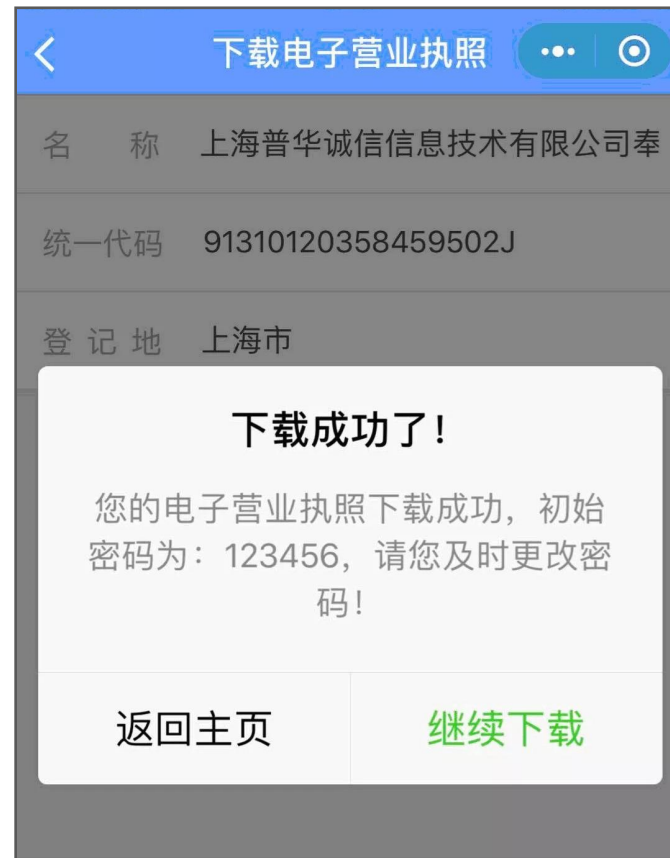 下载电子营业执照
名 称 上海普华诚信信息技术有限公司奉
统一代码 91310120358459502J
登记地 上海市
下载成功了！
您的电子营业执照下载成功，初始
密码为：123456，请您及时更改密
码！
返回主页 继续下载